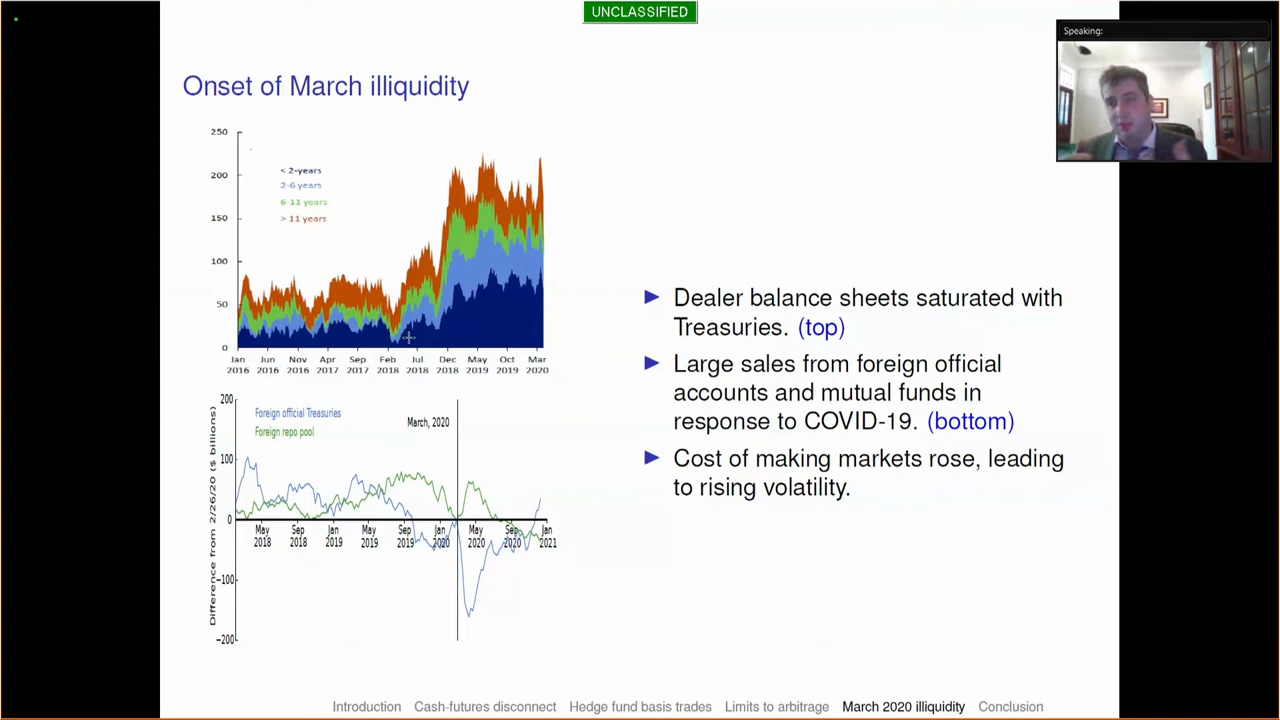 UNCLASSIFIED
Speaking:
Onset of March illiquidity
250
200
150
100
50
0
< 2-years
2-6 years
6-11 years
> 11 years
Jan Jun Nov Apr Sep Feb Jul Dec May Oct Mar
2016 2016 2016 2017 2017 2018 2018 2018 2019 2019 2020
Difference from 2/26/20 ($ billions)
200
100
0
−100
−200
Foreign official Treasuries
Foreign repo pool
March, 2020
May Sep Jan May Sep Jan May Sep Jan
2018 2018 2019 2019 2019 2020 2020 2020 2021
Dealer balance sheets saturated with
Treasuries. (top)
Large sales from foreign official
accounts and mutual funds in
response to COVID-19. (bottom)
Cost of making markets rose, leading
to rising volatility.
Introduction Cash-futures disconnect Hedge fund basis trades Limits to arbitrage March 2020 illiquidity Conclusion